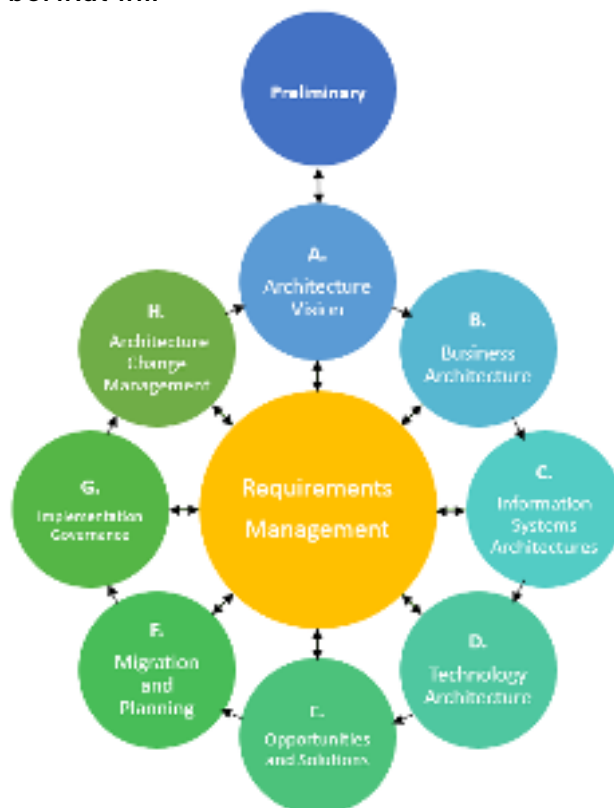 Preliminary
A.
Architecture
Vision
B.
Business
Architecture
C.
Information
Systems
Architectures
D.
Technology
Architecture
E.
Opportunities
and Solutions
F.
Migration
and
Planning
G.
Implementation
Governance
H.
Architecture
Change
Management
Requirements
Management